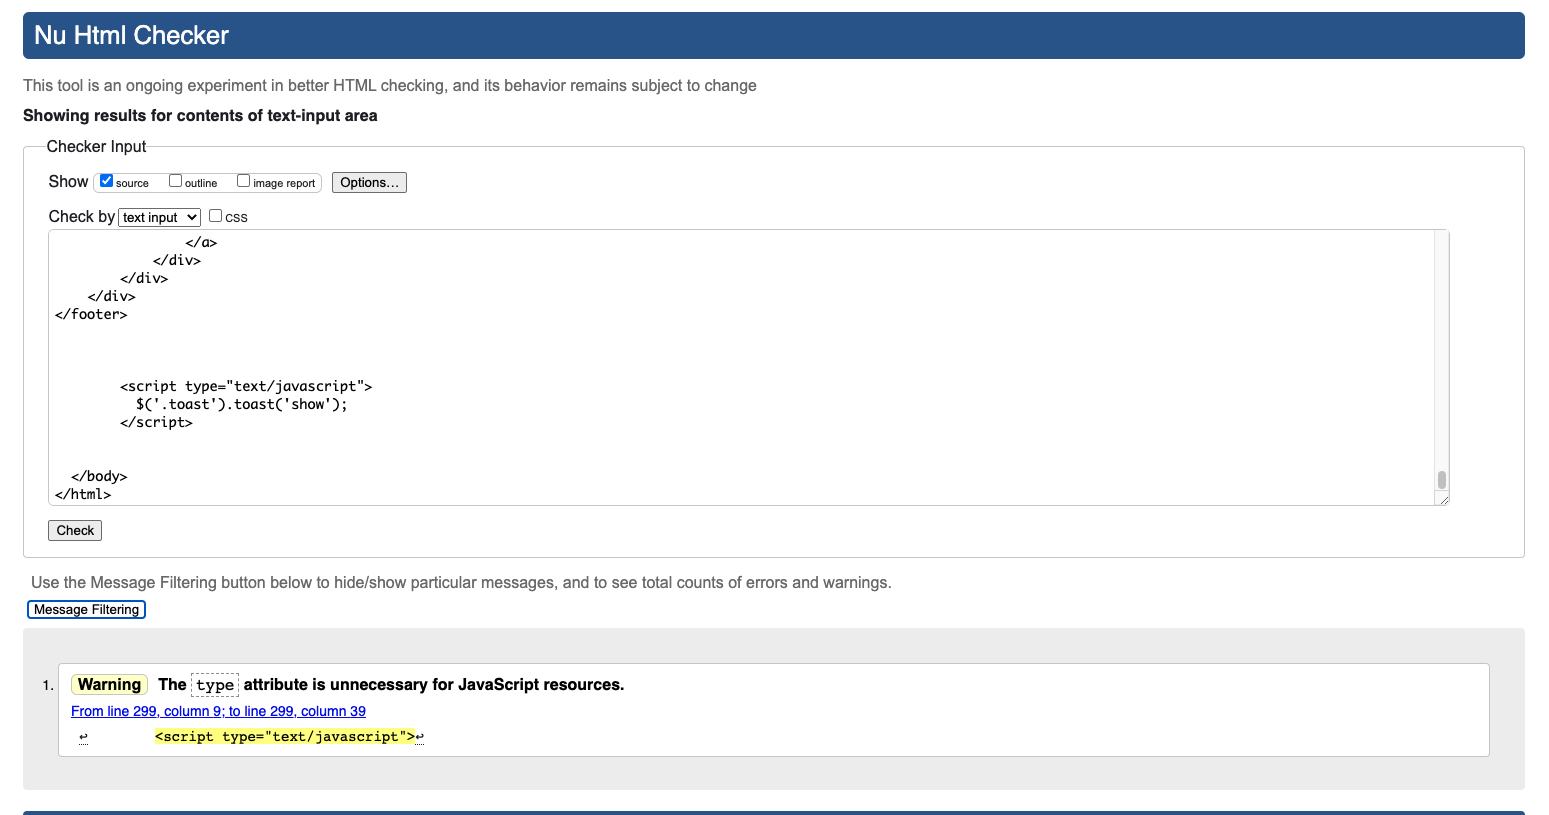 Nu Html Checker
This tool is an ongoing experiment in better HTML checking, and its behavior remains subject to change
Showing results for contents of text-input area
Checker Input
Show source outline image report Options...
Check by text input css
</a>
</div>
</div>
</div>
</footer>
<script type="text/javascript">
$('.toast').toast('show');
</script>
</body>
</html>
Check
Use the Message Filtering button below to hide/show particular messages, and to see total counts of errors and warnings.
Message Filtering
1. Warning The type attribute is unnecessary for JavaScript resources.
From line 299, column 9; to line 299, column 39
↩ <script type="text/javascript">↩